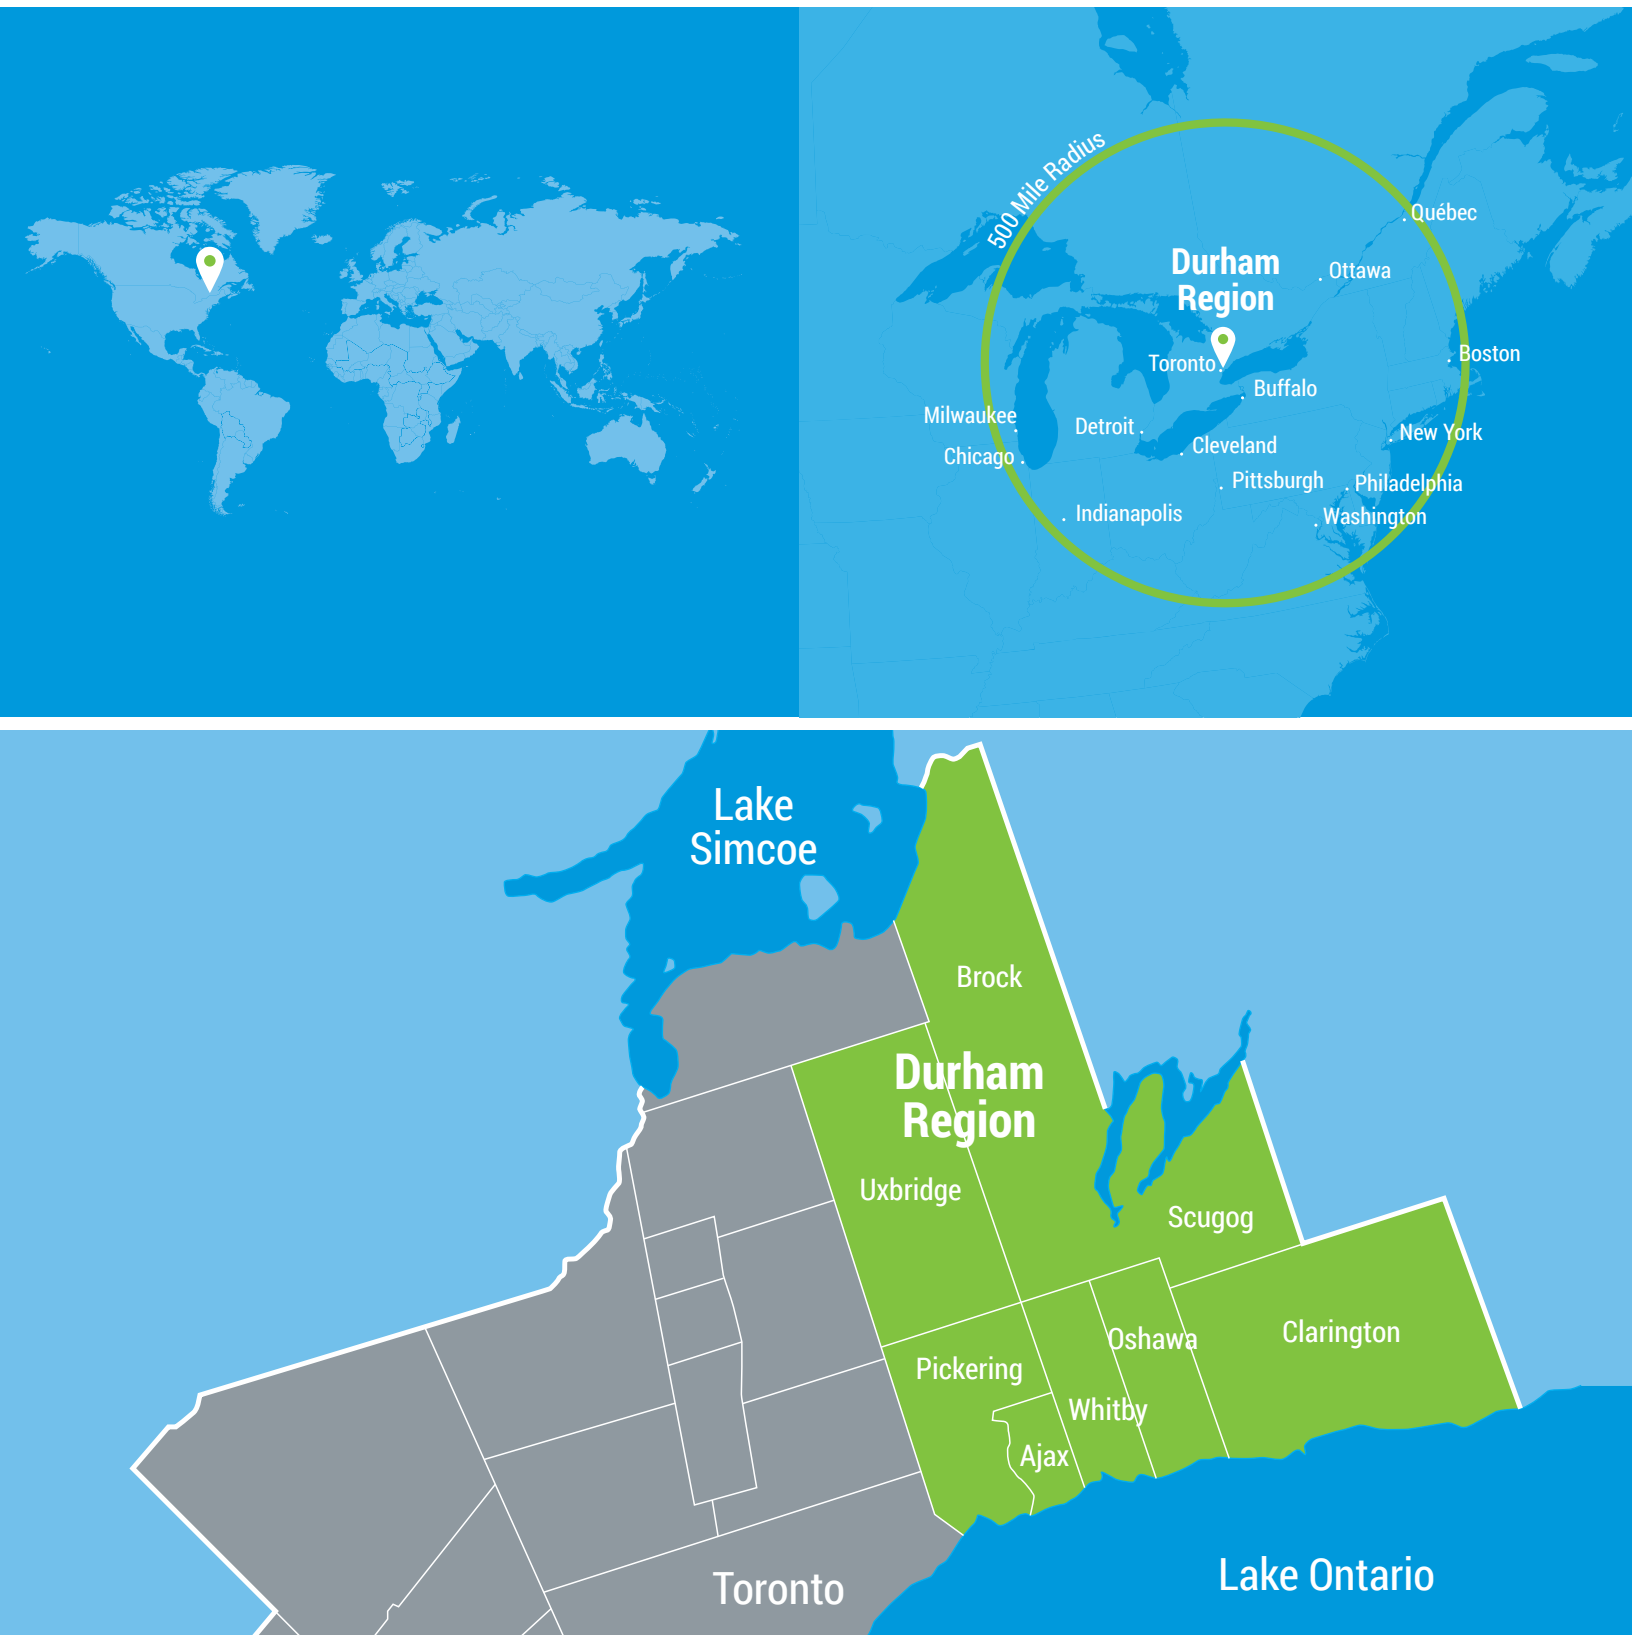 500 Mile Radius
Québec
Ottawa
Durham
Region
Toronto
Boston
Buffalo
Milwaukee
Detroit
New York
Cleveland
Chicago
Pittsburgh
Philadelphia
Indianapolis
Washington
Lake
Simcoe
Brock
Durham
Region
Uxbridge
Scugog
Clarington
Oshawa
Pickering
Whitby
Ajax
Lake Ontario
Toronto